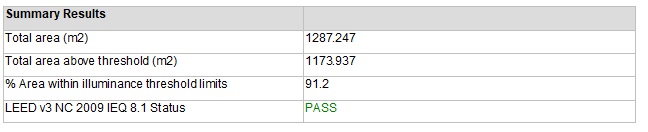 Summary Results
Total area (m2) 1287.247
Total area above threshold (m2) 1173.937
% Area within illuminance threshold limits 91.2
LEED v3 NC 2009 IEQ 8.1 Status PASS